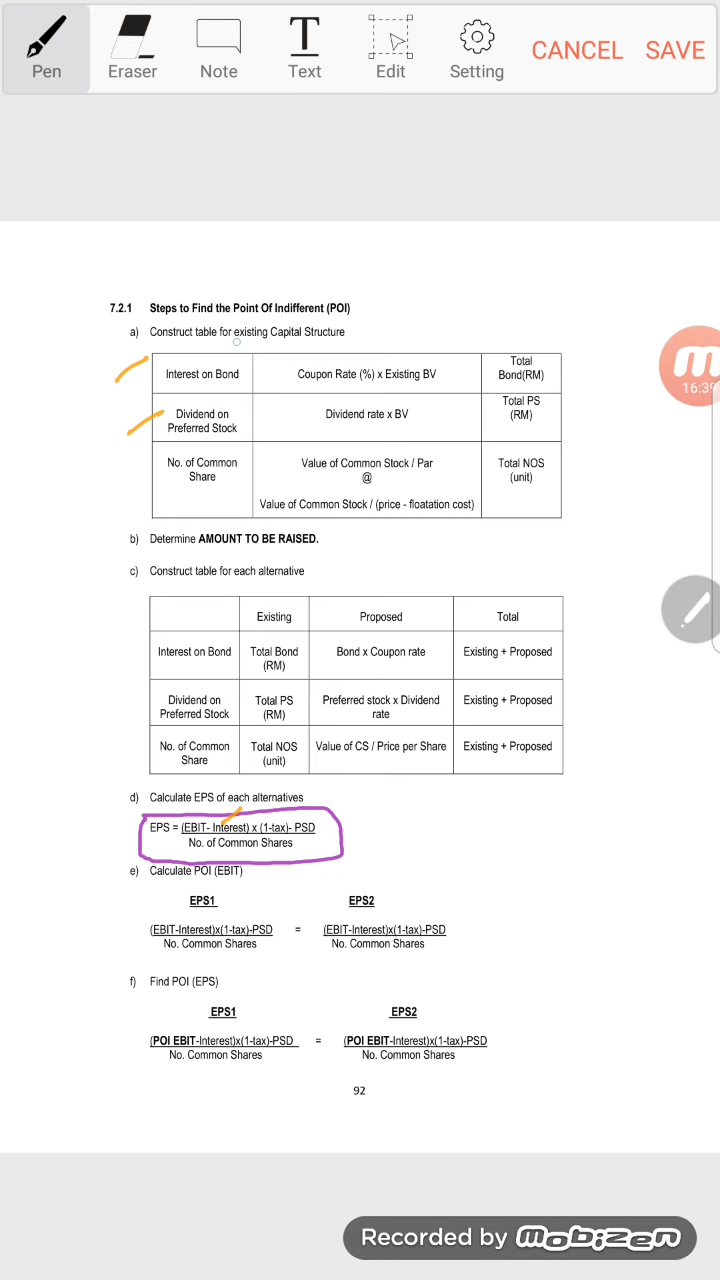 Pen Eraser Note Text Edit Setting CANCEL SAVE
7.2.1 Steps to Find the Point Of Indifferent (POI)
a) Construct table for existing Capital Structure
Interest on Bond
Coupon Rate (%) x Existing BV
Total
Bond(RM)
Dividend on
Preferred Stock
Dividend rate x BV
Total PS
(RM)
No. of Common
Share
Value of Common Stock / Par
@
Value of Common Stock / (price - floatation cost)
Total NOS
(unit)
16:39
b) Determine AMOUNT TO BE RAISED.
c) Construct table for each alternative
Existing Proposed Total
Interest on Bond
Total Bond
(RM)
Bond x Coupon rate
Existing + Proposed
Dividend on
Preferred Stock
Total PS
(RM)
Preferred stock x Dividend
rate
Existing + Proposed
No. of Common
Share
Total NOS
(unit)
Value of CS / Price per Share
Existing + Proposed
d) Calculate EPS of each alternatives
EPS = (EBIT- Interest) x (1-tax)- PSD
No. of Common Shares
e) Calculate POI (EBIT)
EPS1 EPS2
(EBIT-Interest)x(1-tax)-PSD = (EBIT-Interest)x(1-tax)-PSD
No. Common Shares No. Common Shares
f) Find POI (EPS)
EPS1 EPS2
(POI EBIT-Interest)x(1-tax)-PSD = (POI EBIT-Interest)x(1-tax)-PSD
No. Common Shares No. Common Shares
92
Recorded by mobizen